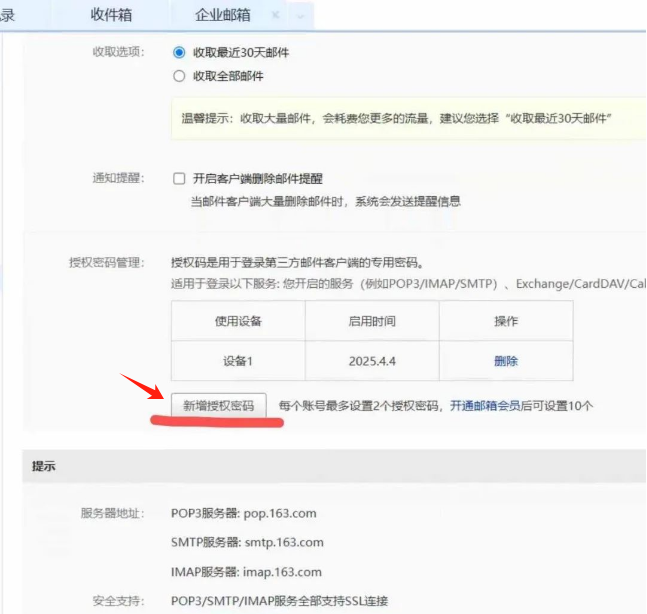 录 收件箱 企业邮箱
收取选项: 收取最近30天邮件
收取全部邮件
温馨提示：收取大量邮件，会耗费您更多的流量，建议您选择“收取最近30天邮件”
通知提醒: 开启客户端删除邮件提醒
当邮件客户端大量删除邮件时，系统会发送提醒信息
授权密码管理: 授权码是用于登录第三方邮件客户端的专用密码。
适用于登录以下服务: 您开启的服务（例如POP3/IMAP/SMTP）、Exchange/CardDAV/Cal
使用设备 启用时间 操作
设备1 2025.4.4 删除
新增授权密码 每个账号最多设置2个授权密码，开通邮箱会员后可设置10个
提示
服务器地址: POP3服务器: pop.163.com
SMTP服务器: smtp.163.com
IMAP服务器: imap.163.com
安全支持: POP3/SMTP/IMAP服务全部支持SSL连接